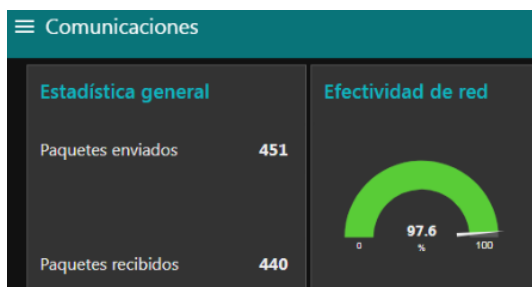 Comunicaciones
Estadística general
Paquetes enviados 451
Paquetes recibidos 440
Efectividad de red
97.6
%
0
100